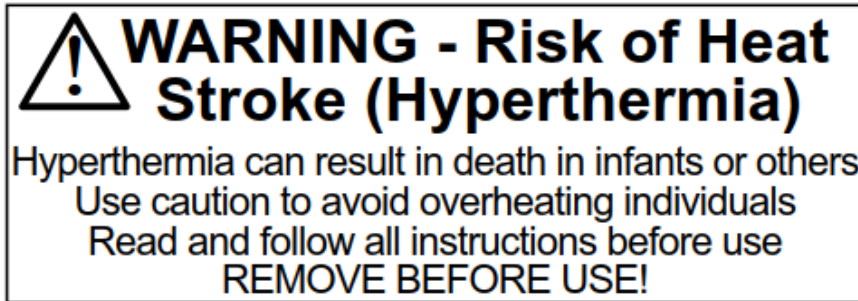 WARNING - Risk of Heat
Stroke (Hyperthermia)
Hyperthermia can result in death in infants or others
Use caution to avoid overheating individuals
Read and follow all instructions before use
REMOVE BEFORE USE!